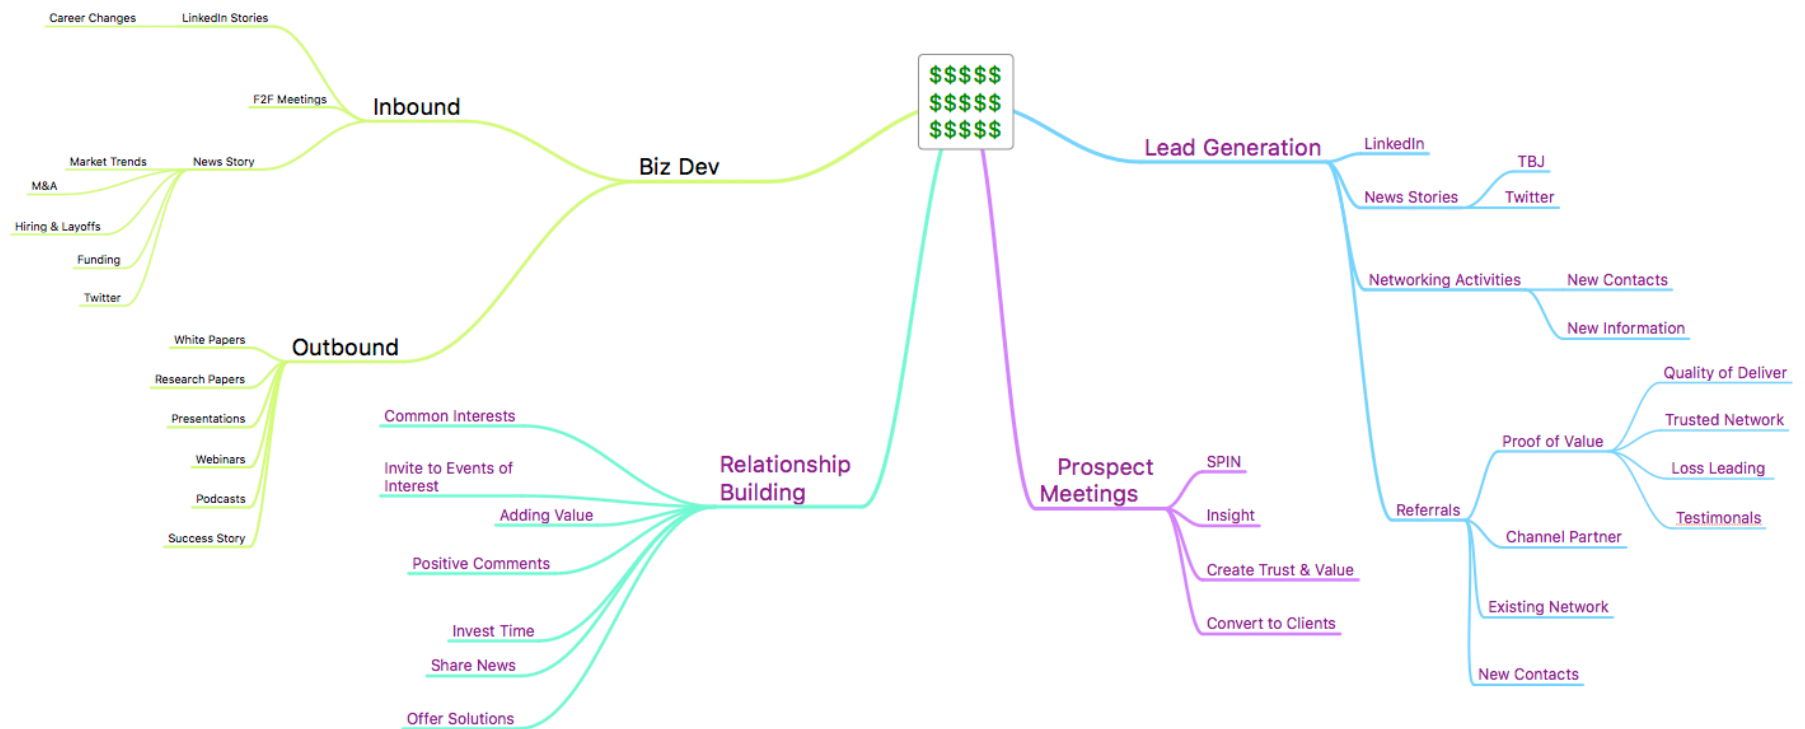 $$$$$
$$$$$
$$$$$
Biz Dev
Inbound
LinkedIn Stories
Career Changes
F2F Meetings
News Story
Market Trends
M&A
Hiring & Layoffs
Funding
Twitter
Outbound
White Papers
Research Papers
Presentations
Webinars
Podcasts
Success Story
Relationship
Building
Common Interests
Invite to Events of
Interest
Adding Value
Positive Comments
Invest Time
Share News
Offer Solutions
Prospect
Meetings
SPIN
Insight
Create Trust & Value
Convert to Clients
Lead Generation
LinkedIn
News Stories
TBJ
Twitter
Networking Activities
New Contacts
New Information
Referrals
Proof of Value
Quality of Deliver
Trusted Network
Loss Leading
Testimonals
Channel Partner
Existing Network
New Contacts